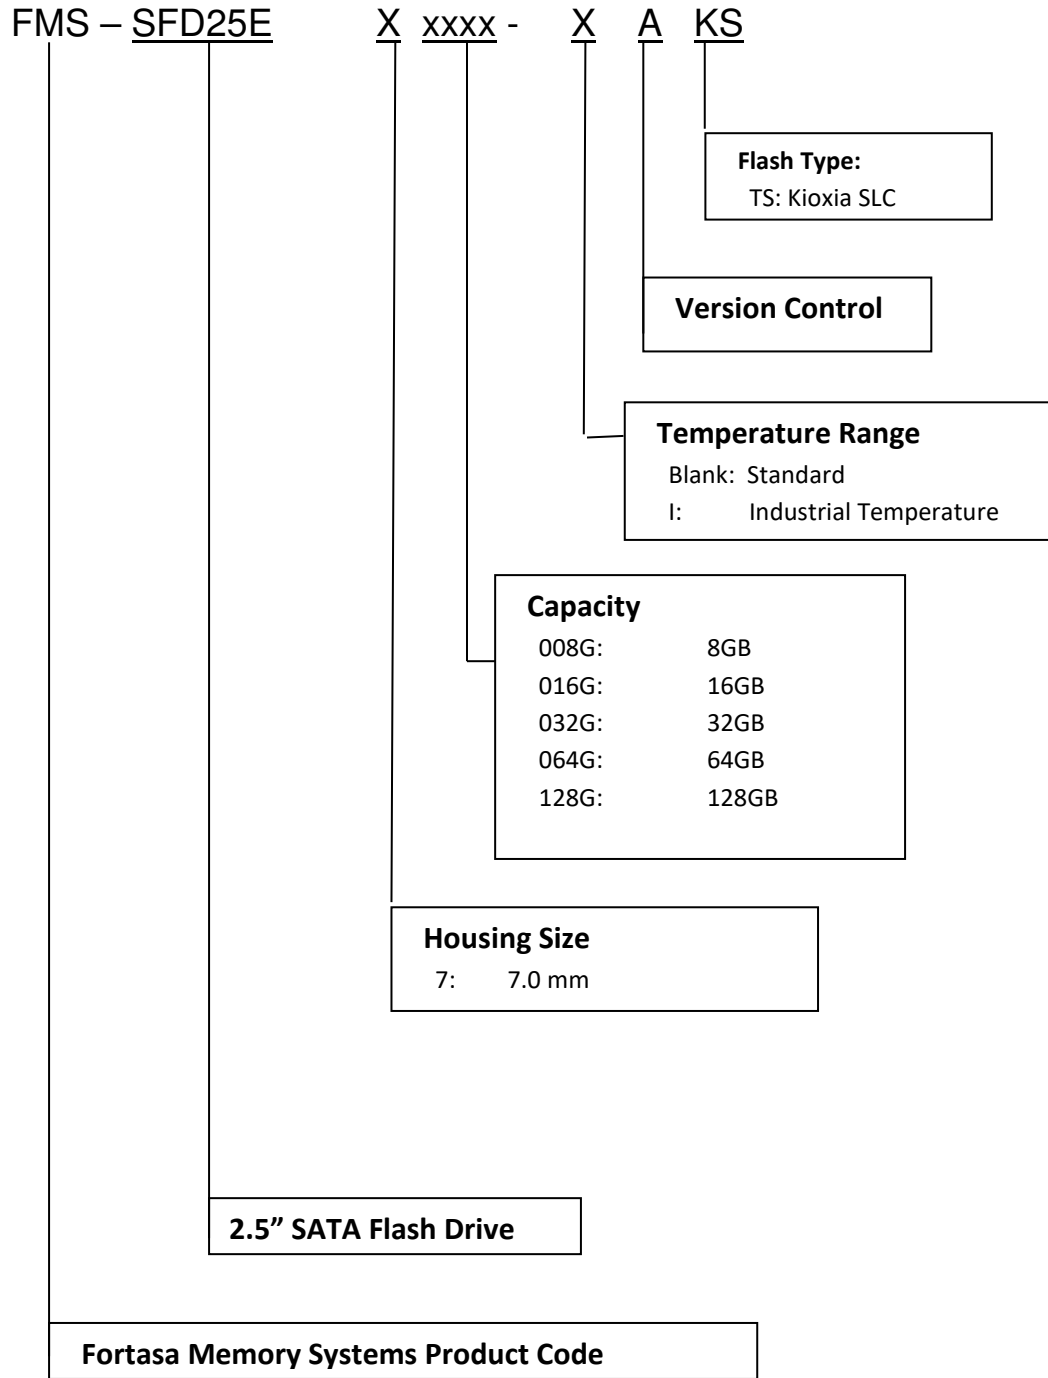 FMS – SFD25E X xxxx - X A KS
Flash Type:
TS: Kioxia SLC
Version Control
Temperature Range
Blank: Standard
I: Industrial Temperature
Capacity
008G: 8GB
016G: 16GB
032G: 32GB
064G: 64GB
128G: 128GB
Housing Size
7: 7.0 mm
2.5” SATA Flash Drive
Fortasa Memory Systems Product Code